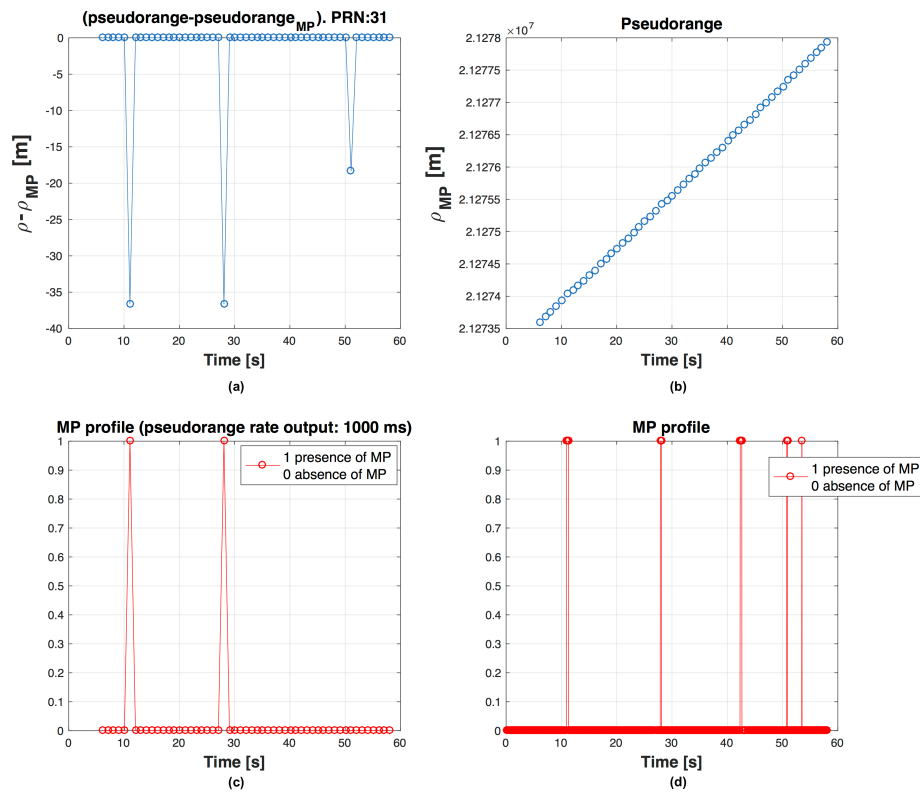 (pseudorange-pseudorange_MP). PRN:31
0
-5
-10
-15
-20
-25
-30
-35
-40
ρ - ρ_MP [m]
0 10 20 30 40 50 60
Time [s]
(a)
Pseudorange
×10^7
2.1278
2.12775
2.1277
2.12765
2.1276
2.12755
2.1275
2.12745
2.1274
2.12735
ρ_MP [m]
0 10 20 30 40 50 60
Time [s]
(b)
MP profile (pseudorange rate output: 1000 ms)
1 presence of MP
0 absence of MP
1
0.9
0.8
0.7
0.6
0.5
0.4
0.3
0.2
0.1
0
0 10 20 30 40 50 60
Time [s]
(c)
MP profile
1 presence of MP
0 absence of MP
1
0.9
0.8
0.7
0.6
0.5
0.4
0.3
0.2
0.1
0
0 10 20 30 40 50 60
Time [s]
(d)